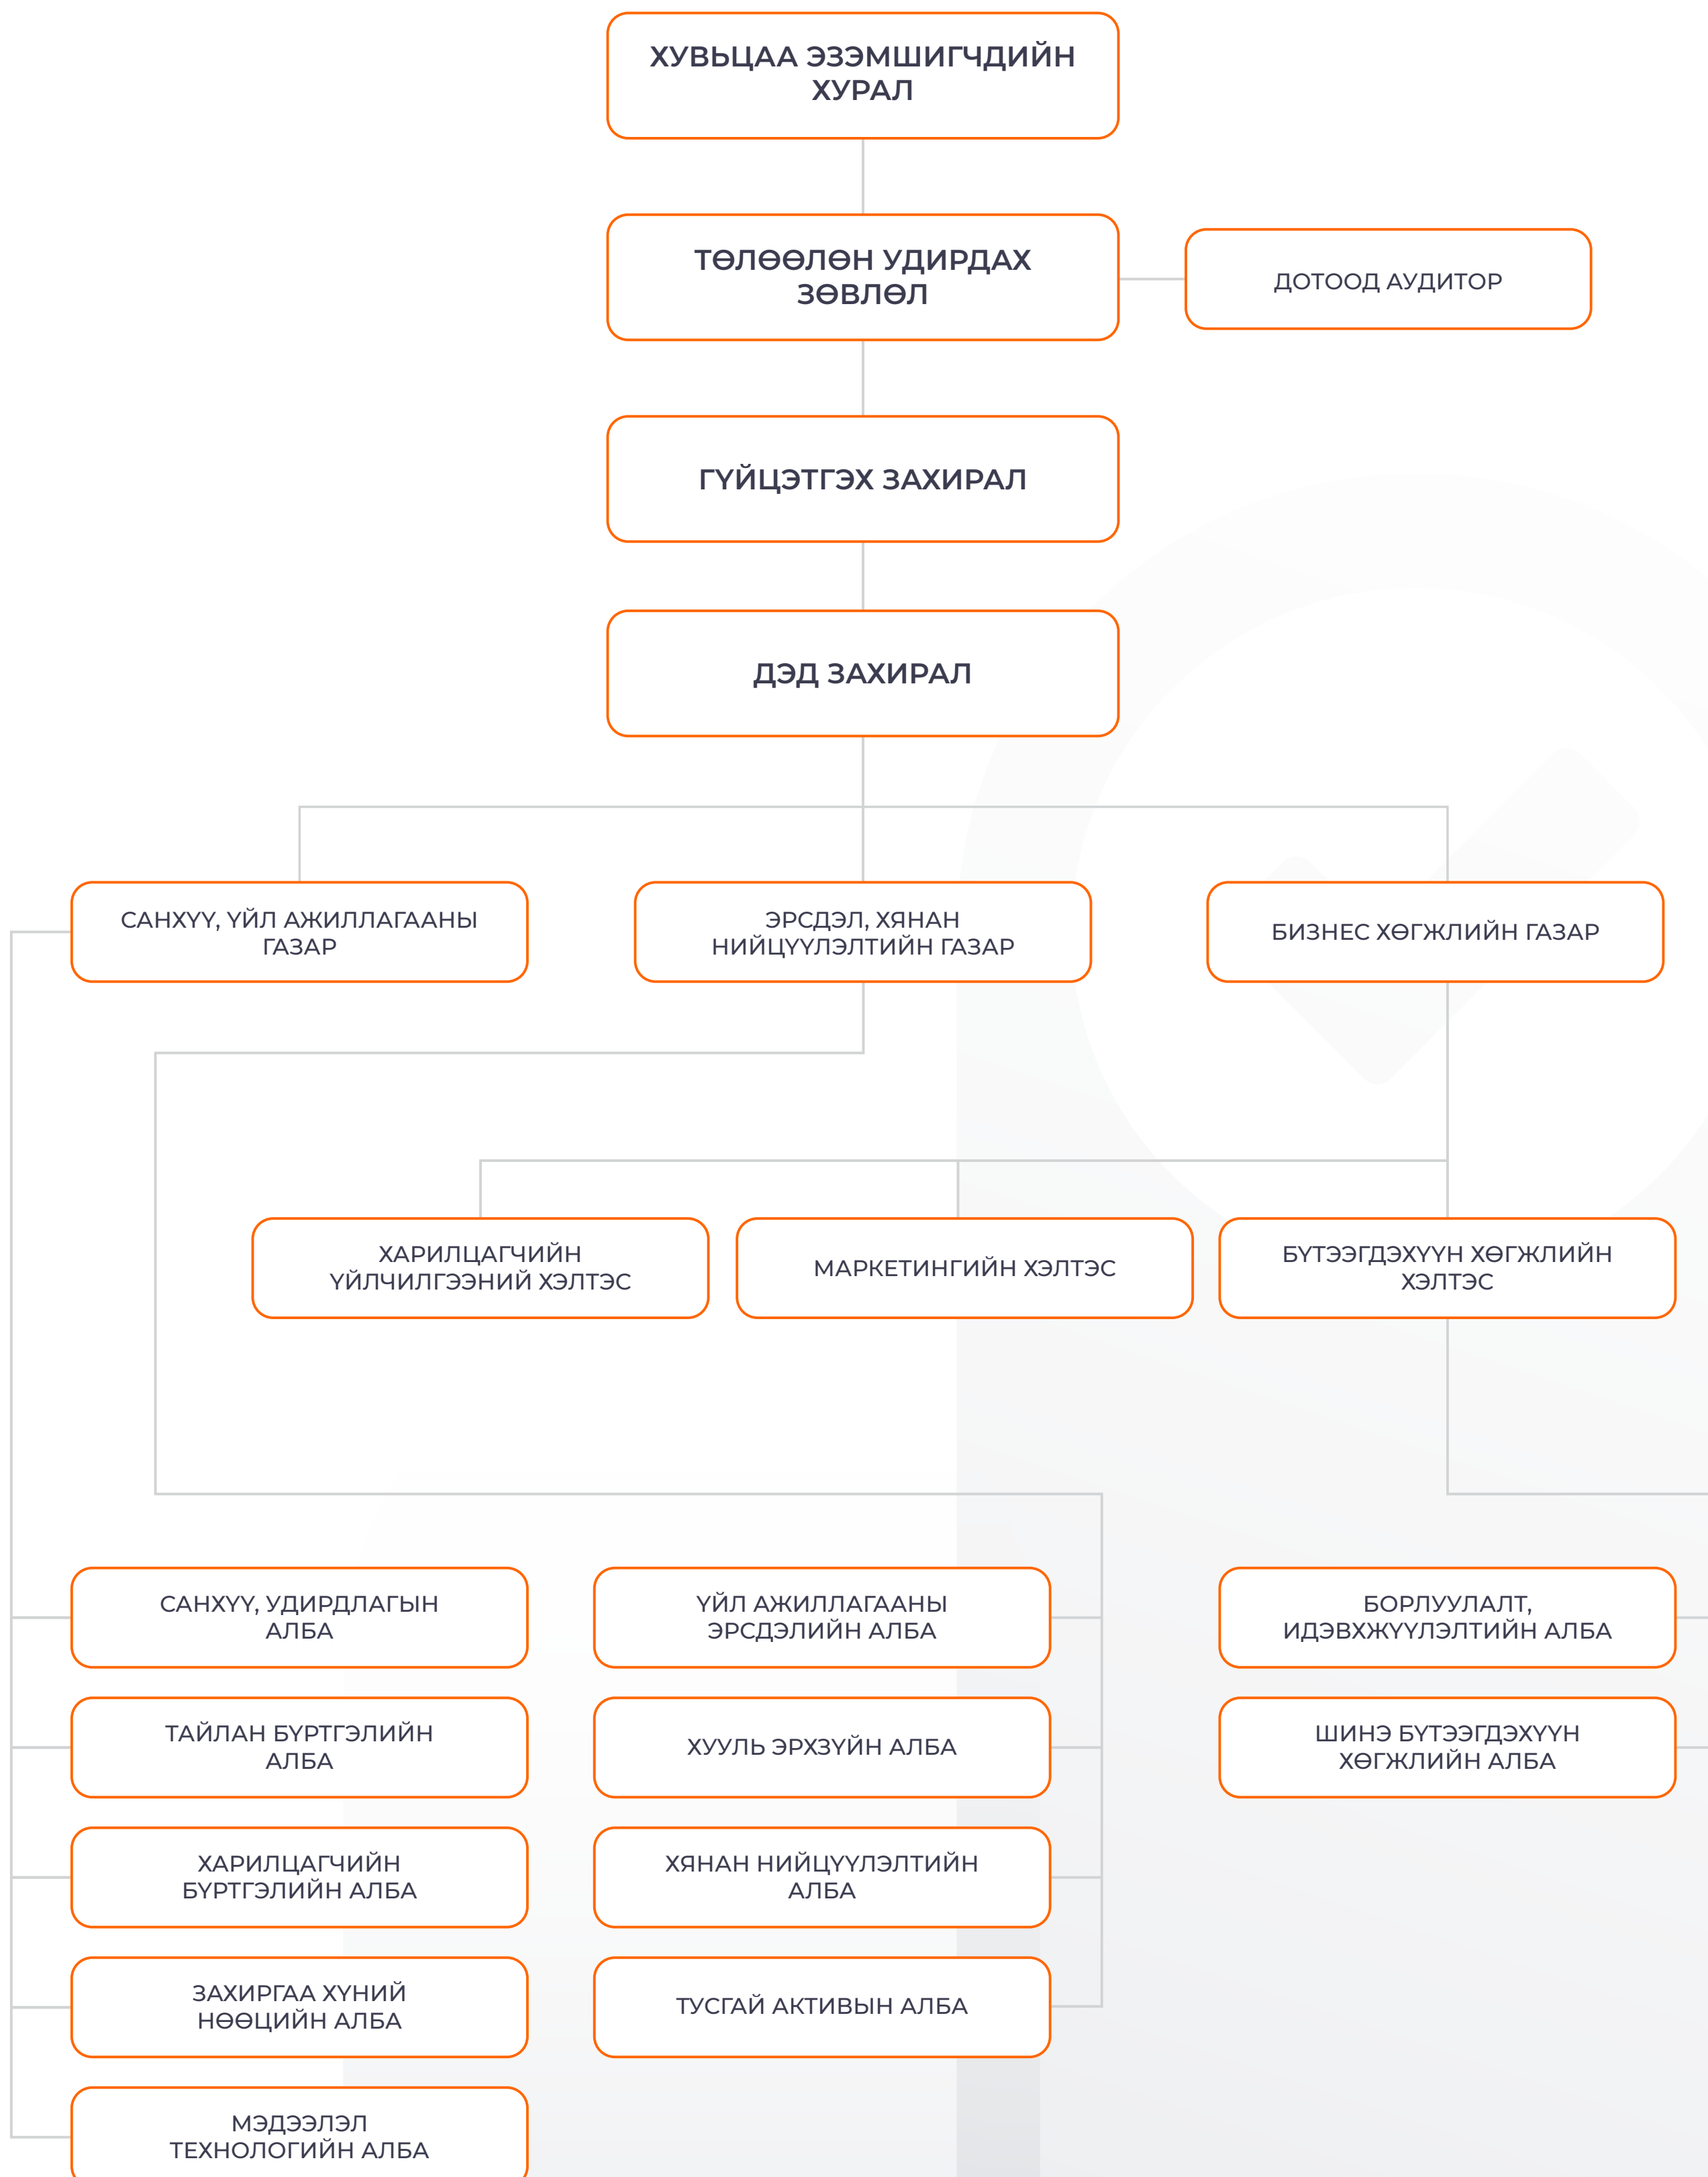 ХУВЬЦАА ЭЗЭМШИГЧДИЙН
ХУРАЛ
ТӨЛӨӨЛӨН УДИРДАХ
ЗӨВЛӨЛ
ДОТООД АУДИТОР
ГҮЙЦЭТГЭХ ЗАХИРАЛ
ДЭД ЗАХИРАЛ
САНХҮҮ, ҮЙЛ АЖИЛЛАГААНЫ
ГАЗАР
ЭРСДЭЛ, ХЯНАН
НИЙЦҮҮЛЭЛТИЙН ГАЗАР
БИЗНЕС ХӨГЖЛИЙН ГАЗАР
ХАРИЛЦАГЧИЙН
ҮЙЛЧИЛГЭЭНИЙ ХЭЛТЭС
МАРКЕТИНГИЙН ХЭЛТЭС
БҮТЭЭГДЭХҮҮН ХӨГЖЛИЙН
ХЭЛТЭС
САНХҮҮ, УДИРДЛАГЫН
АЛБА
ҮЙЛ АЖИЛЛАГААНЫ
ЭРСДЭЛИЙН АЛБА
БОРЛУУЛАЛТ,
ИДЭВХЖҮҮЛЭЛТИЙН АЛБА
ТАЙЛАН БҮРТГЭЛИЙН
АЛБА
ХУУЛЬ ЭРХЗҮЙН АЛБА
ШИНЭ БҮТЭЭГДЭХҮҮН
ХӨГЖЛИЙН АЛБА
ХАРИЛЦАГЧИЙН
БҮРТГЭЛИЙН АЛБА
ХЯНАН НИЙЦҮҮЛЭЛТИЙН
АЛБА
ЗАХИРГАА ХҮНИЙ
НӨӨЦИЙН АЛБА
ТУСГАЙ АКТИВЫН АЛБА
МЭДЭЭЛЭЛ
ТЕХНОЛОГИЙН АЛБА